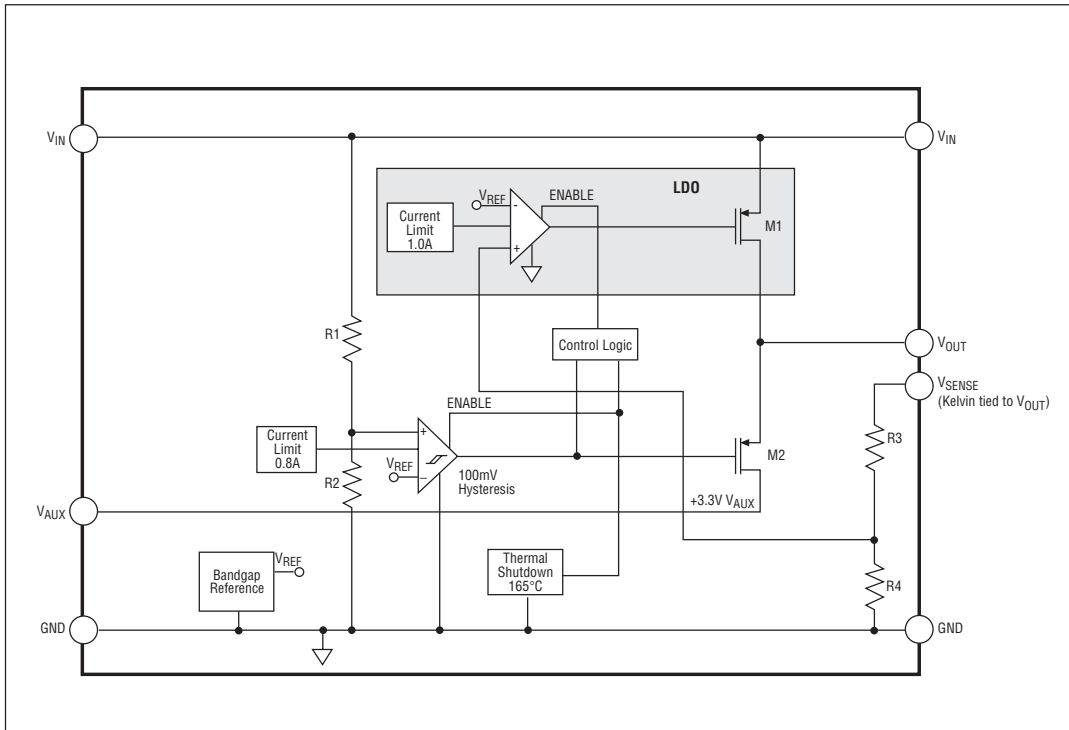 VIN
VIN
LDO
VREF
ENABLE
-
Current
Limit
1.0A
+
M1
R1
Control Logic
VOUT
VSENSE
(Kelvin tied to VOUT)
ENABLE
R3
Current
Limit
0.8A
+
M2
VREF
–
100mV
Hysteresis
R2
+3.3V VAUX
VAUX
Bandgap
Reference
VREF
Thermal
Shutdown
165°C
R4
GND
GND